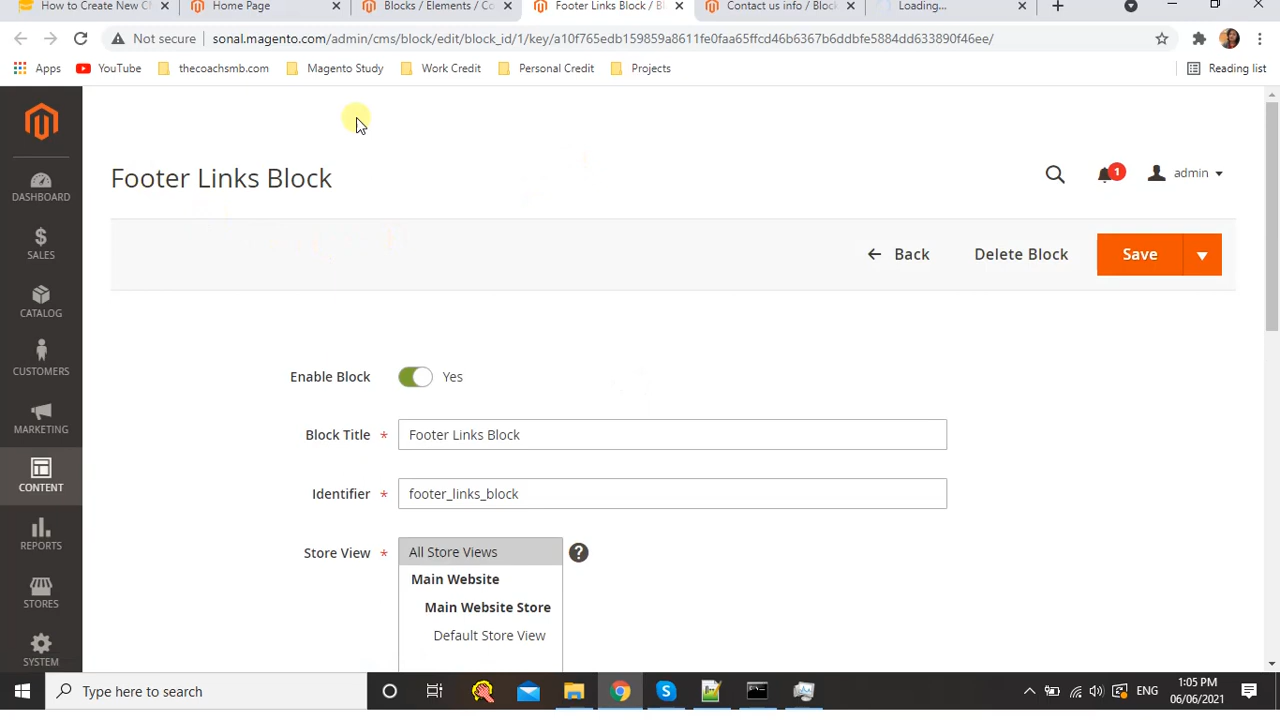 How to Create New Cl
Home Page
Blocks / Elements / Co
Footer Links Block / Bl
Contact us info / Block
Loading...
Not secure
sonal.magento.com/admin/cms/block/edit/block_id/1/key/a10f765edb159859a8611fe0faa65ffcd46b6367b6ddbfe5884dd633890f46ee/
Apps
YouTube
thecoachsmb.com
Magento Study
Work Credit
Personal Credit
Projects
Reading list
DASHBOARD
SALES
CATALOG
CUSTOMERS
MARKETING
CONTENT
REPORTS
STORES
SYSTEM
Footer Links Block
1
admin
Back
Delete Block
Save
Enable Block
Yes
Block Title *
Footer Links Block
Identifier *
footer_links_block
Store View *
All Store Views
?
Main Website
Main Website Store
Default Store View
Type here to search
ENG
1:05 PM
06/06/2021